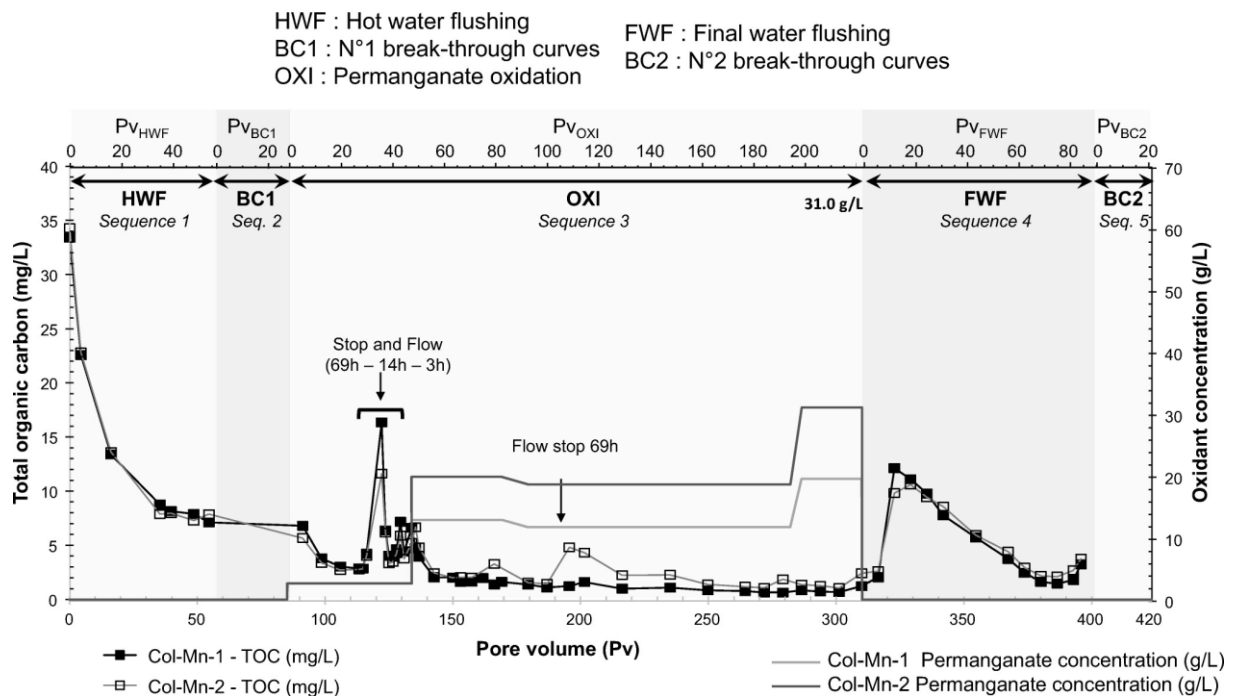 HWF : Hot water flushing
BC1 : N°1 break-through curves
OXI : Permanganate oxidation
FWF : Final water flushing
BC2 : N°2 break-through curves
PvHWF PvBC1 PvOXI PvFWF PvBC2
0 20 40 0 20 0 20 40 60 80 100 120 140 160 180 200 0 20 40 60 80 0 20
40 35 30 25 20 15 10 5 0
Total organic carbon (mg/L)
HWF
Sequence 1
BC1
Seq. 2
OXI
Sequence 3
31.0 g/L
FWF
Sequence 4
BC2
Seq. 5
Stop and Flow
(69h – 14h – 3h)
Flow stop 69h
70 60 50 40 30 20 10 0
Oxidant concentration (g/L)
0 50 100 150 200 250 300 350 400 420
Pore volume (Pv)
Col-Mn-1 - TOC (mg/L)
Col-Mn-2 - TOC (mg/L)
Col-Mn-1 Permanganate concentration (g/L)
Col-Mn-2 Permanganate concentration (g/L)